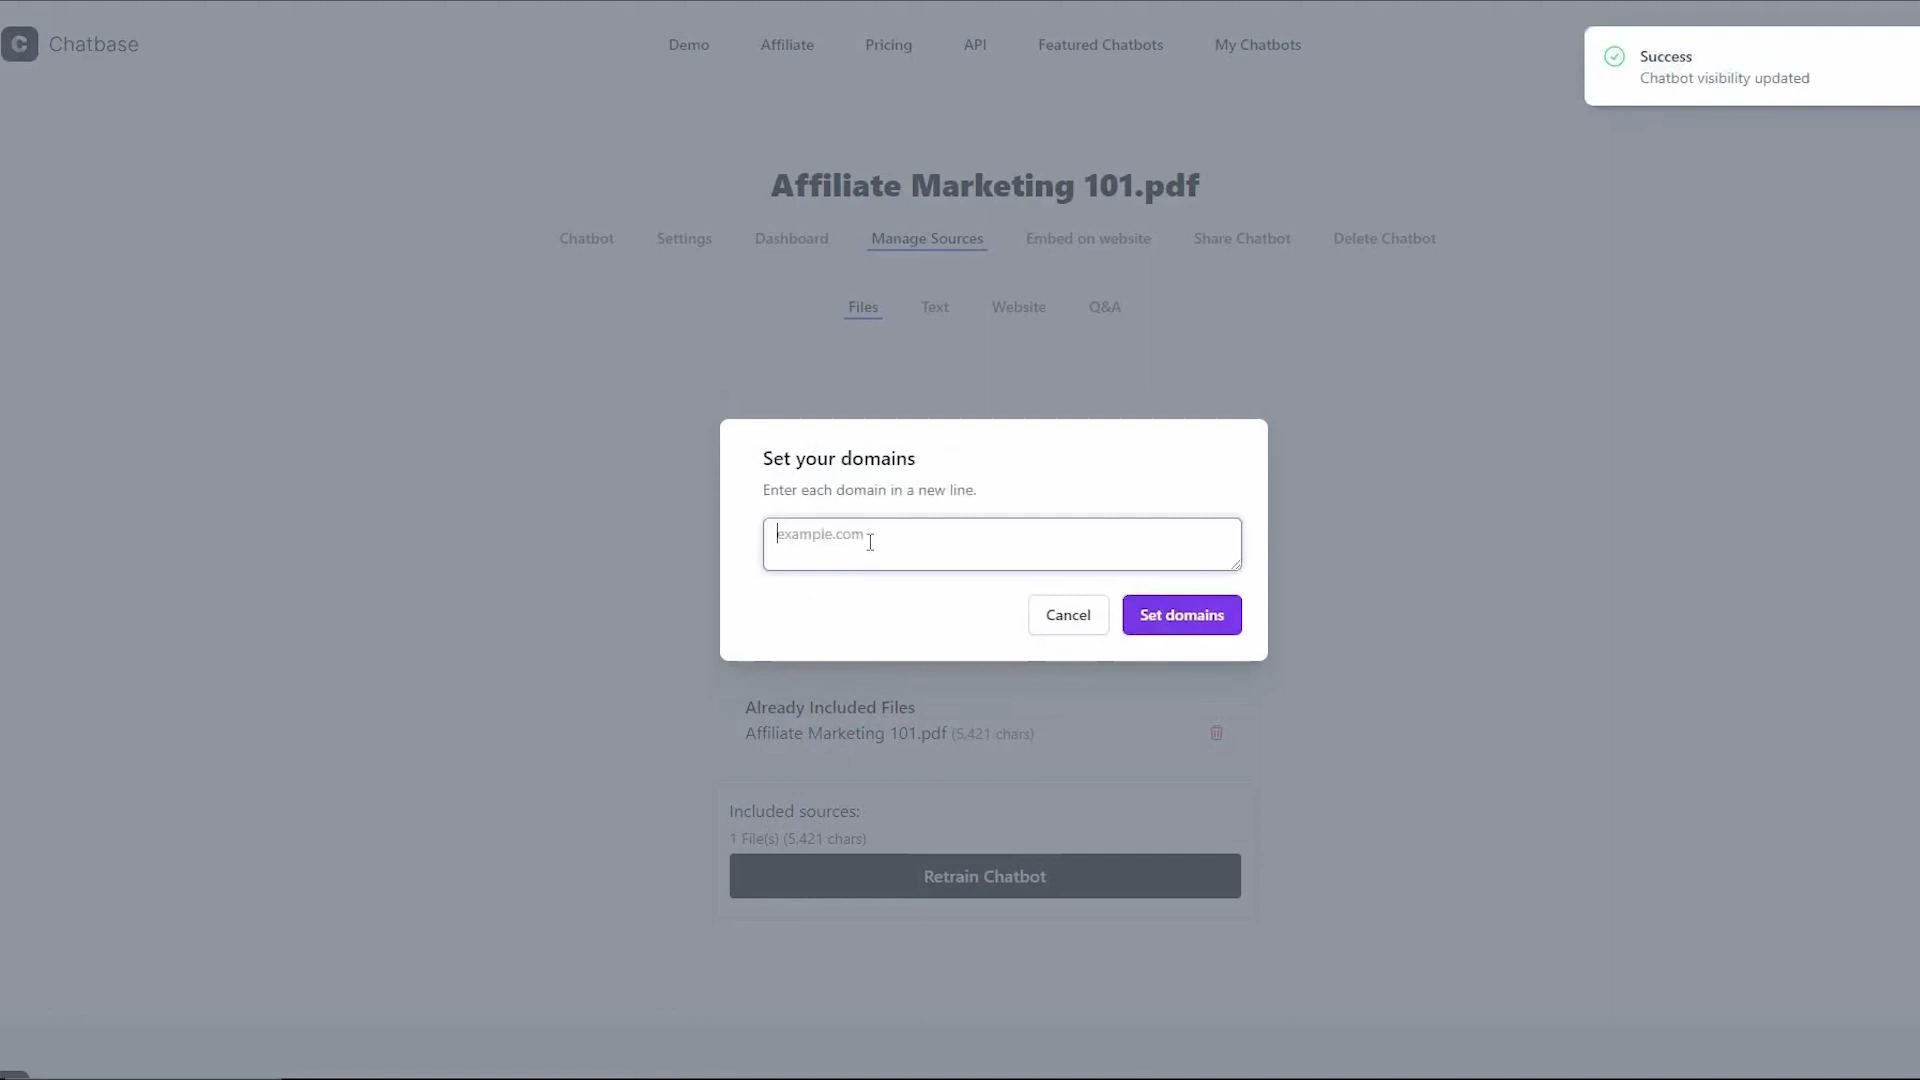 C Chatbase
Demo Affiliate Pricing API Featured Chatbots My Chatbots
Success
Chatbot visibility updated
Affiliate Marketing 101.pdf
Chatbot Settings Dashboard Manage Sources Embed on website Share Chatbot Delete Chatbot
Files Text Website Q&A
Set your domains
Enter each domain in a new line.
example.com
Cancel Set domains
Already Included Files
Affiliate Marketing 101.pdf (5,421 chars)
Included sources:
1 File(s) (5,421 chars)
Retrain Chatbot